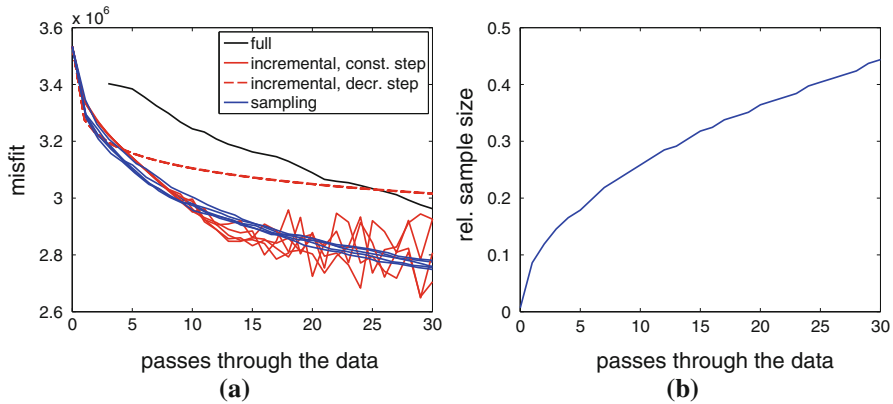 x 10^6
3.6
3.4
3.2
3
2.8
2.6
misfit
full
incremental, const. step
incremental, decr. step
sampling
0 5 10 15 20 25 30
passes through the data
(a)
0.5
0.4
0.3
0.2
0.1
0
rel. sample size
0 5 10 15 20 25 30
passes through the data
(b)